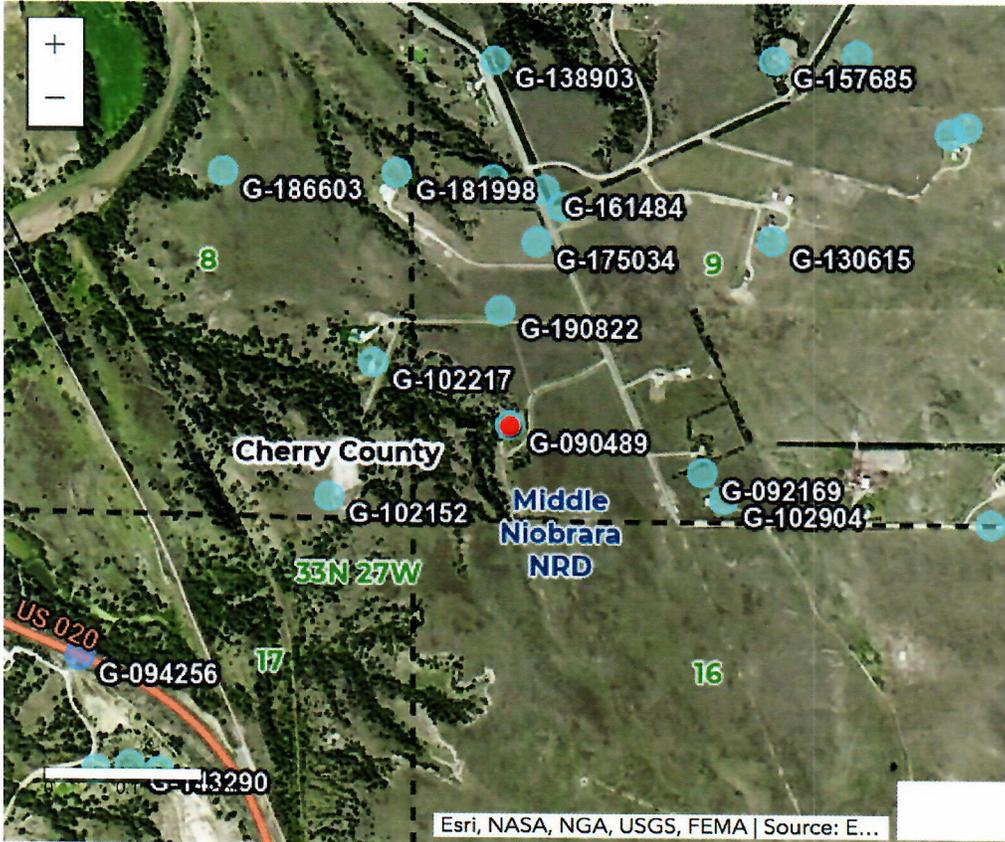 +
−
G-138903
G-157685
G-186603
G-181998
G-161484
G-175034
8
9
G-130615
G-190822
G-102217
G-090489
Cherry County
G-092169
Middle
Niobrara
NRD
G-102152
G-102904
33N 27W
US 020
17
G-094256
16
G-143290
Esri, NASA, NGA, USGS, FEMA | Source: E...